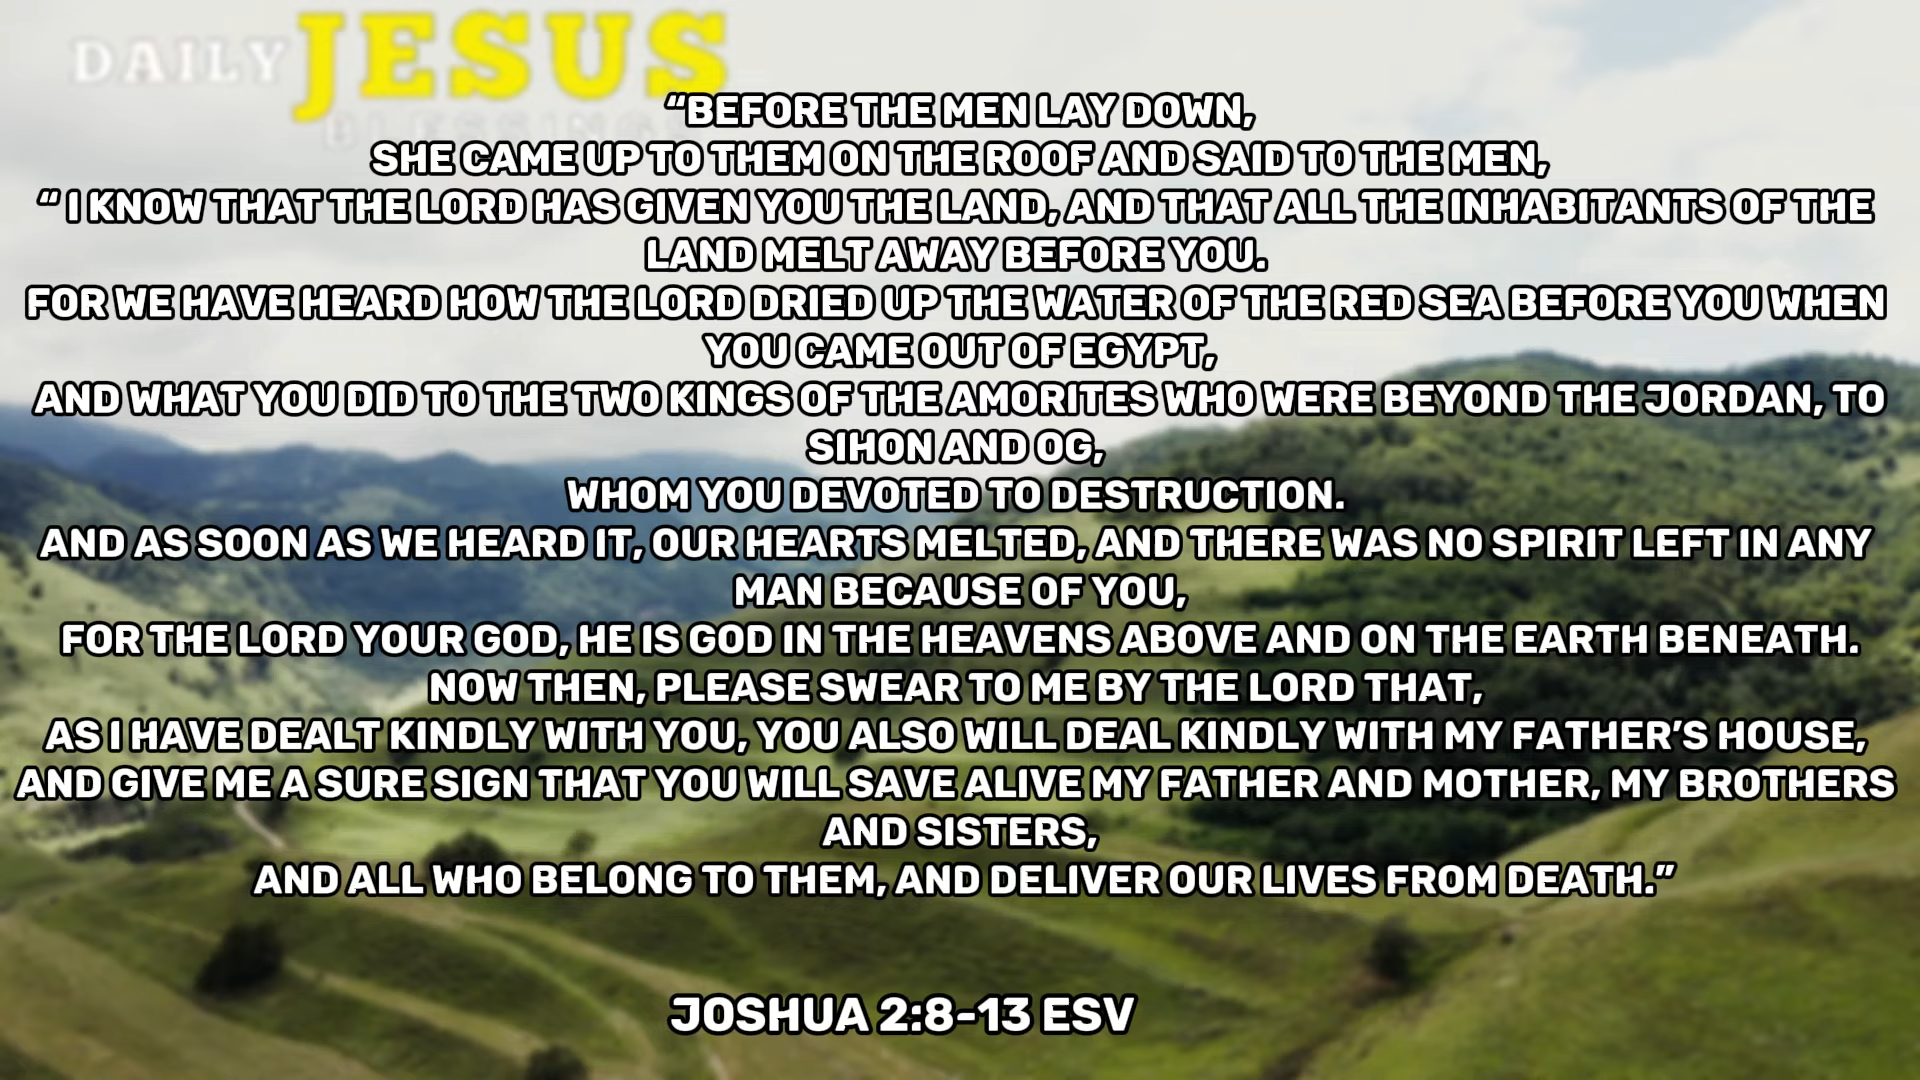 DAILY JESUS
BLESSINGS
“BEFORE THE MEN LAY DOWN,
SHE CAME UP TO THEM ON THE ROOF AND SAID TO THE MEN,
“ I KNOW THAT THE LORD HAS GIVEN YOU THE LAND, AND THAT ALL THE INHABITANTS OF THE
LAND MELT AWAY BEFORE YOU.
FOR WE HAVE HEARD HOW THE LORD DRIED UP THE WATER OF THE RED SEA BEFORE YOU WHEN
YOU CAME OUT OF EGYPT,
AND WHAT YOU DID TO THE TWO KINGS OF THE AMORITES WHO WERE BEYOND THE JORDAN, TO
SIHON AND OG,
WHOM YOU DEVOTED TO DESTRUCTION.
AND AS SOON AS WE HEARD IT, OUR HEARTS MELTED, AND THERE WAS NO SPIRIT LEFT IN ANY
MAN BECAUSE OF YOU,
FOR THE LORD YOUR GOD, HE IS GOD IN THE HEAVENS ABOVE AND ON THE EARTH BENEATH.
NOW THEN, PLEASE SWEAR TO ME BY THE LORD THAT,
AS I HAVE DEALT KINDLY WITH YOU, YOU ALSO WILL DEAL KINDLY WITH MY FATHER’S HOUSE,
AND GIVE ME A SURE SIGN THAT YOU WILL SAVE ALIVE MY FATHER AND MOTHER, MY BROTHERS
AND SISTERS,
AND ALL WHO BELONG TO THEM, AND DELIVER OUR LIVES FROM DEATH.”
JOSHUA 2:8-13 ESV